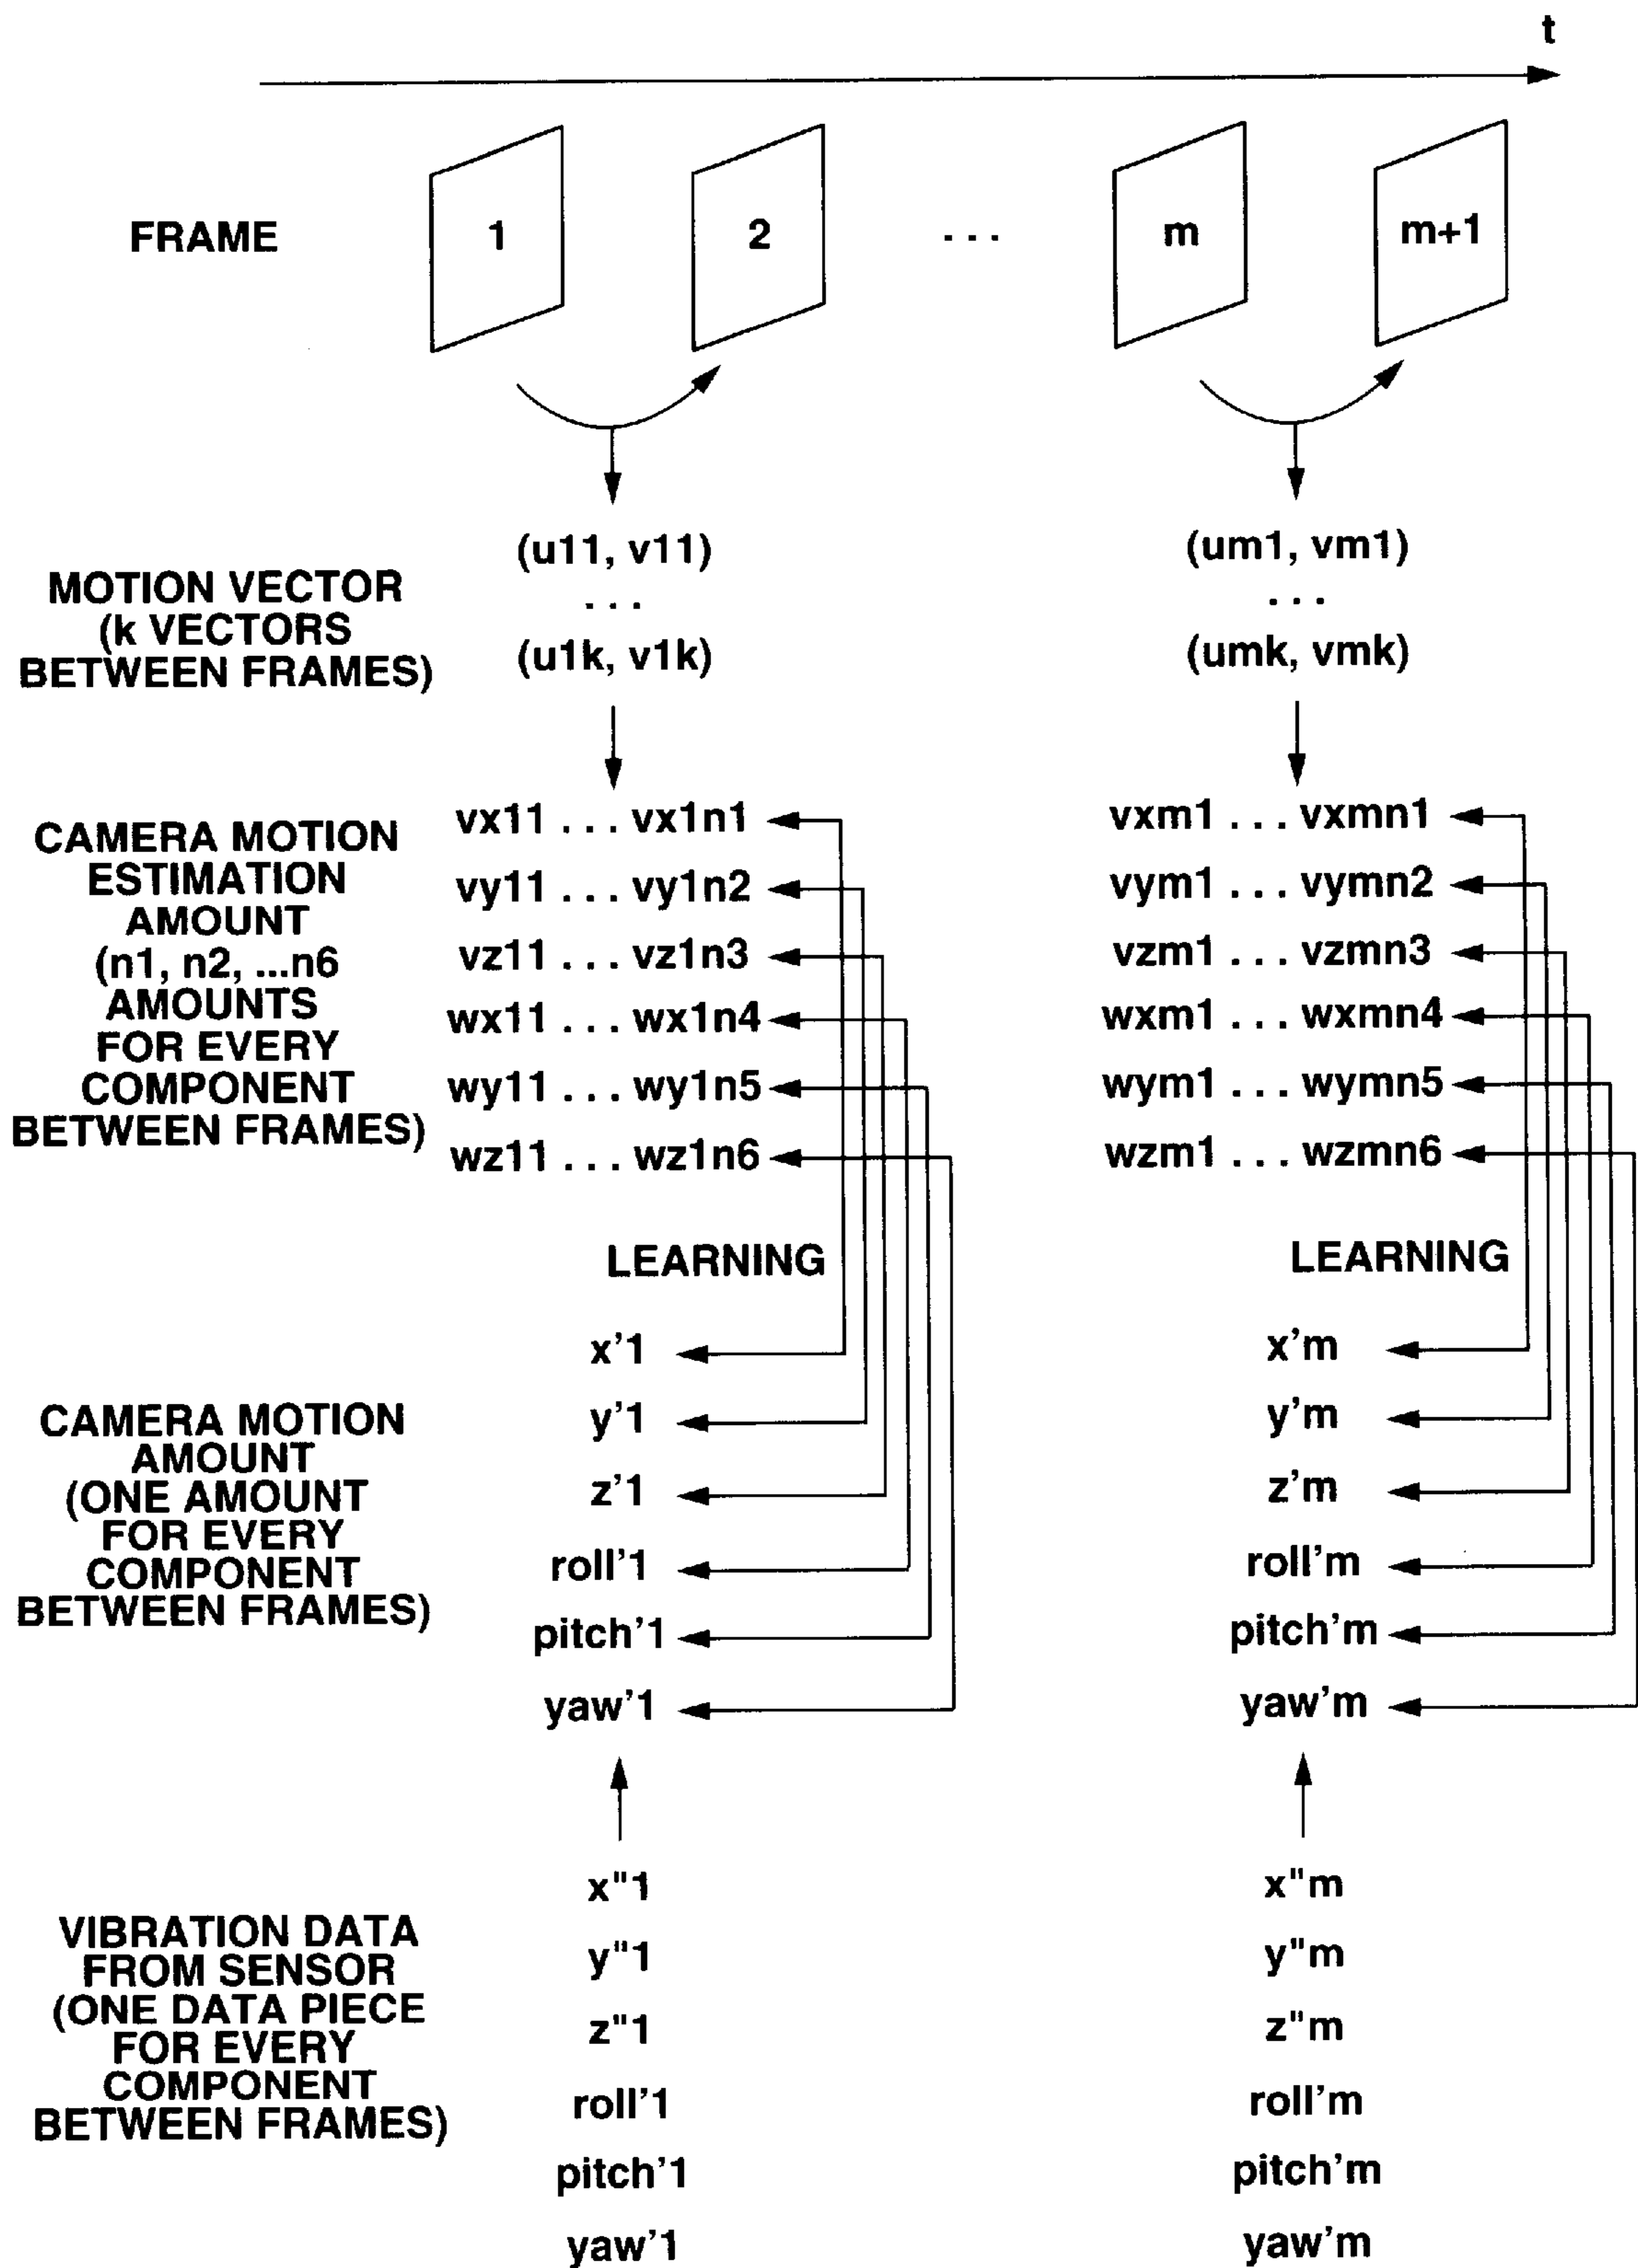 t
FRAME 1 2 ... m m+1
(u11, v11) (um1, vm1)
MOTION VECTOR
... ...
(k VECTORS
BETWEEN FRAMES)
(u1k, v1k) (umk, vmk)
CAMERA MOTION
ESTIMATION
AMOUNT
(n1, n2, ...n6
AMOUNTS
FOR EVERY
COMPONENT
BETWEEN FRAMES)
vx11 ... vx1n1 vxm1 ... vxmn1
vy11 ... vy1n2 vym1 ... vymn2
vz11 ... vz1n3 vzm1 ... vzmn3
wx11 ... wx1n4 wxm1 ... wxmn4
wy11 ... wy1n5 wym1 ... wymn5
wz11 ... wz1n6 wzm1 ... wzmn6
LEARNING LEARNING
CAMERA MOTION
AMOUNT
(ONE AMOUNT
FOR EVERY
COMPONENT
BETWEEN FRAMES)
x'1 x'm
y'1 y'm
z'1 z'm
roll'1 roll'm
pitch'1 pitch'm
yaw'1 yaw'm
VIBRATION DATA
FROM SENSOR
(ONE DATA PIECE
FOR EVERY
COMPONENT
BETWEEN FRAMES)
x"1 x"m
y"1 y"m
z"1 z"m
roll'1 roll'm
pitch'1 pitch'm
yaw'1 yaw'm